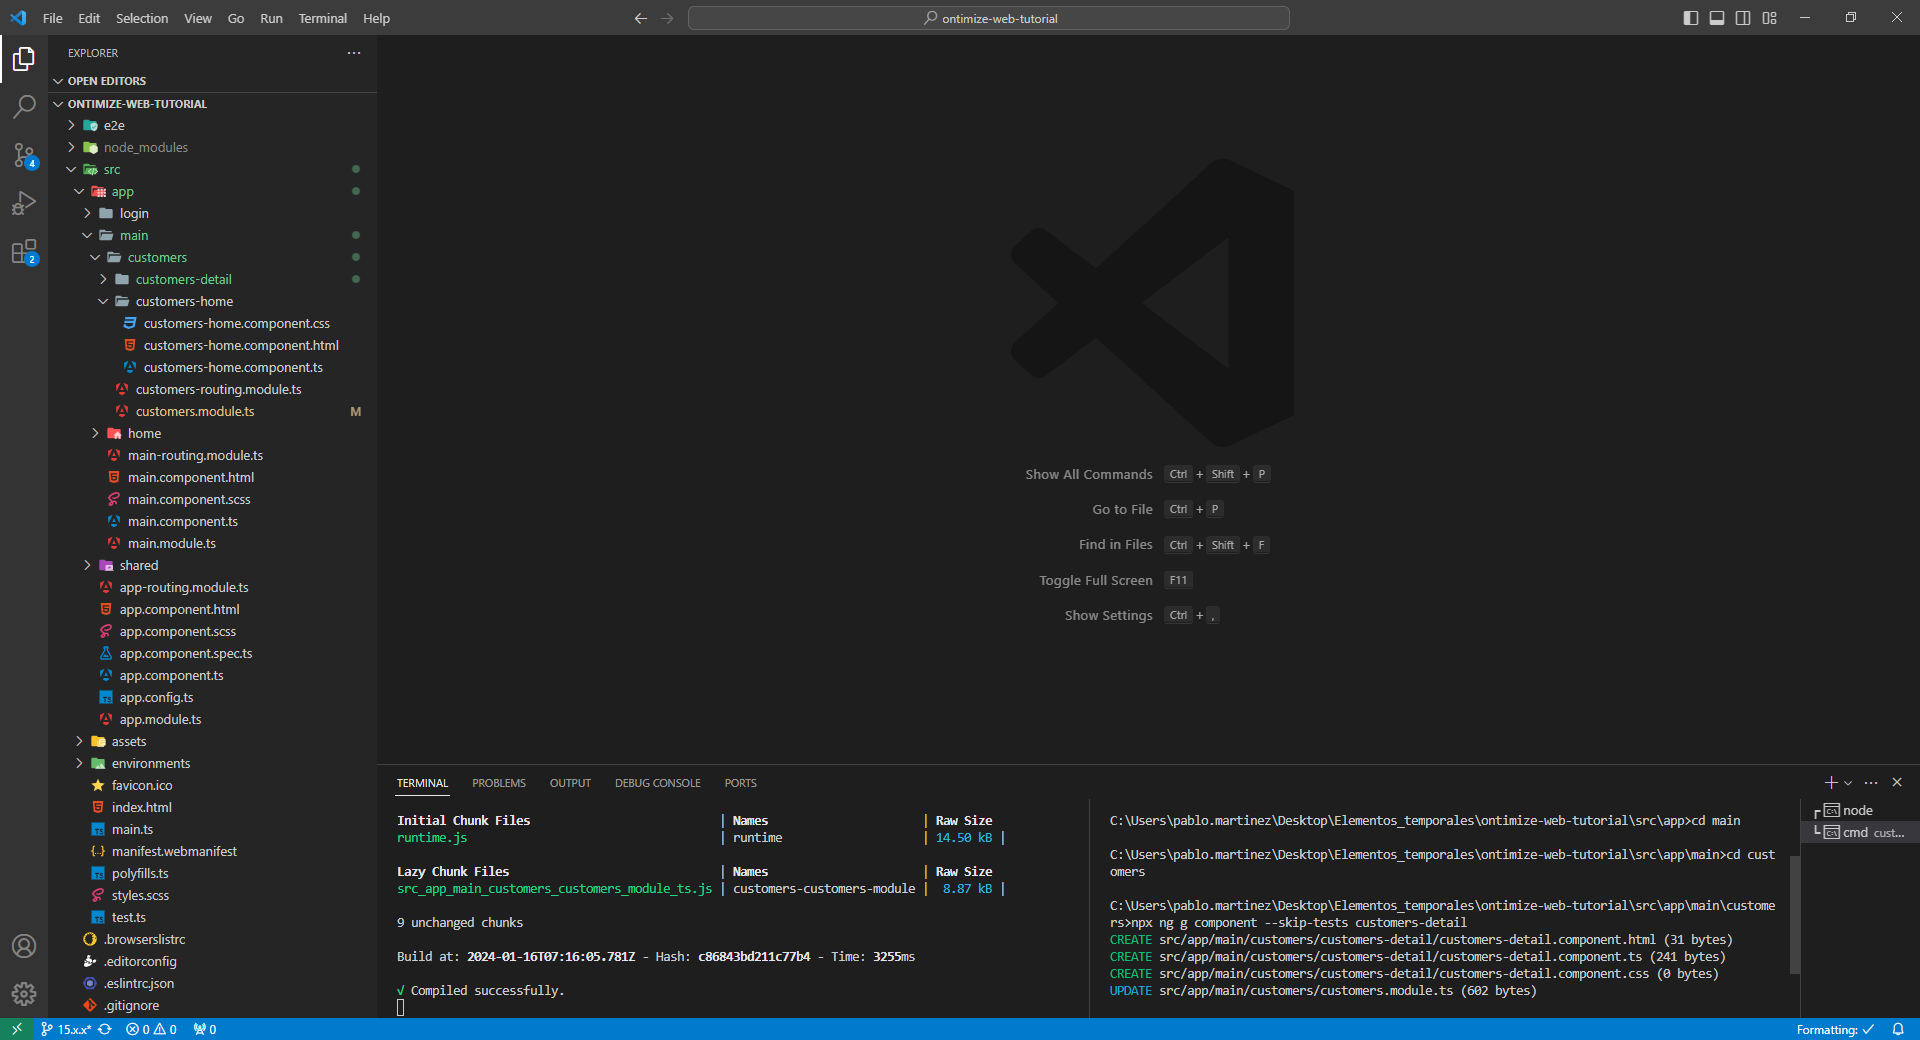 File Edit Selection View Go Run Terminal Help
ontimize-web-tutorial
EXPLORER
OPEN EDITORS
ONTIMIZE-WEB-TUTORIAL
e2e
node_modules
src
app
login
main
customers
customers-detail
customers-home
customers-home.component.css
customers-home.component.html
customers-home.component.ts
customers-routing.module.ts
customers.module.ts M
home
main-routing.module.ts
main.component.html
main.component.scss
main.component.ts
main.module.ts
shared
app-routing.module.ts
app.component.html
app.component.scss
app.component.spec.ts
app.component.ts
app.config.ts
app.module.ts
assets
environments
favicon.ico
index.html
main.ts
manifest.webmanifest
polyfills.ts
styles.scss
test.ts
.browserslistrc
.editorconfig
.eslintrc.json
.gitignore
4
2
Show All Commands Ctrl + Shift + P
Go to File Ctrl + P
Find in Files Ctrl + Shift + F
Toggle Full Screen F11
Show Settings Ctrl + ,
TERMINAL PROBLEMS OUTPUT DEBUG CONSOLE PORTS
Initial Chunk Files | Names | Raw Size
runtime.js | runtime | 14.50 kB |
Lazy Chunk Files | Names | Raw Size
src_app_main_customers_customers_module_ts.js | customers-customers-module | 8.87 kB |
9 unchanged chunks
Build at: 2024-01-16T07:16:05.781Z - Hash: c86843bd211c77b4 - Time: 3255ms
√ Compiled successfully.
C:\Users\pablo.martinez\Desktop\Elementos_temporales\ontimize-web-tutorial\src\app>cd main
C:\Users\pablo.martinez\Desktop\Elementos_temporales\ontimize-web-tutorial\src\app\main>cd cust
omers
C:\Users\pablo.martinez\Desktop\Elementos_temporales\ontimize-web-tutorial\src\app\main\custome
rs>npx ng g component --skip-tests customers-detail
CREATE src/app/main/customers/customers-detail/customers-detail.component.html (31 bytes)
CREATE src/app/main/customers/customers-detail/customers-detail.component.ts (241 bytes)
CREATE src/app/main/customers/customers-detail/customers-detail.component.css (0 bytes)
UPDATE src/app/main/customers/customers.module.ts (602 bytes)
node
cmd cust...
15.x.x* 0 0 0
Formatting: ✓